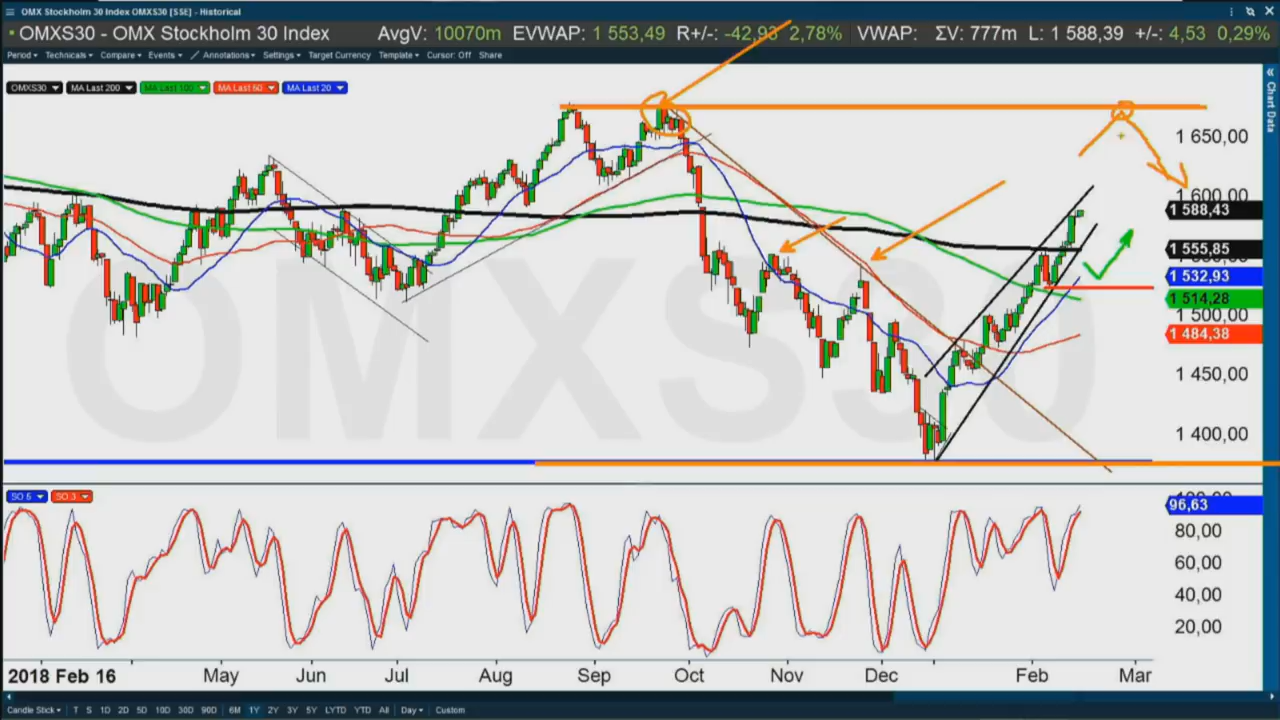 OMX Stockholm 30 Index OMXS30 [SSE] - Historical
OMXS30 - OMX Stockholm 30 Index AvgV: 10070m EVWAP: 1 553,49 R+/-: -42,93 2,78% VWAP: ΣV: 777m L: 1 588,39 +/-: 4,53 0,29%
Period Technicals Compare Events Annotations Settings Target Currency Template Cursor: Off Share
OMXS30 MA Last 200 MA Last 100 MA Last 50 MA Last 20
Chart Data
OMXS30
1 650,00
1 600,00
1 588,43
1 555,85
1 532,93
1 514,28
1 500,00
1 484,38
1 450,00
1 400,00
SO 5 SO 3
96,63
80,00
60,00
40,00
20,00
2018 Feb 16 May Jun Jul Aug Sep Oct Nov Dec Feb Mar
Candle Stick T S 1D 2D 5D 10D 30D 90D 6M 1Y 2Y 3Y 5Y LYTD YTD All Day Custom